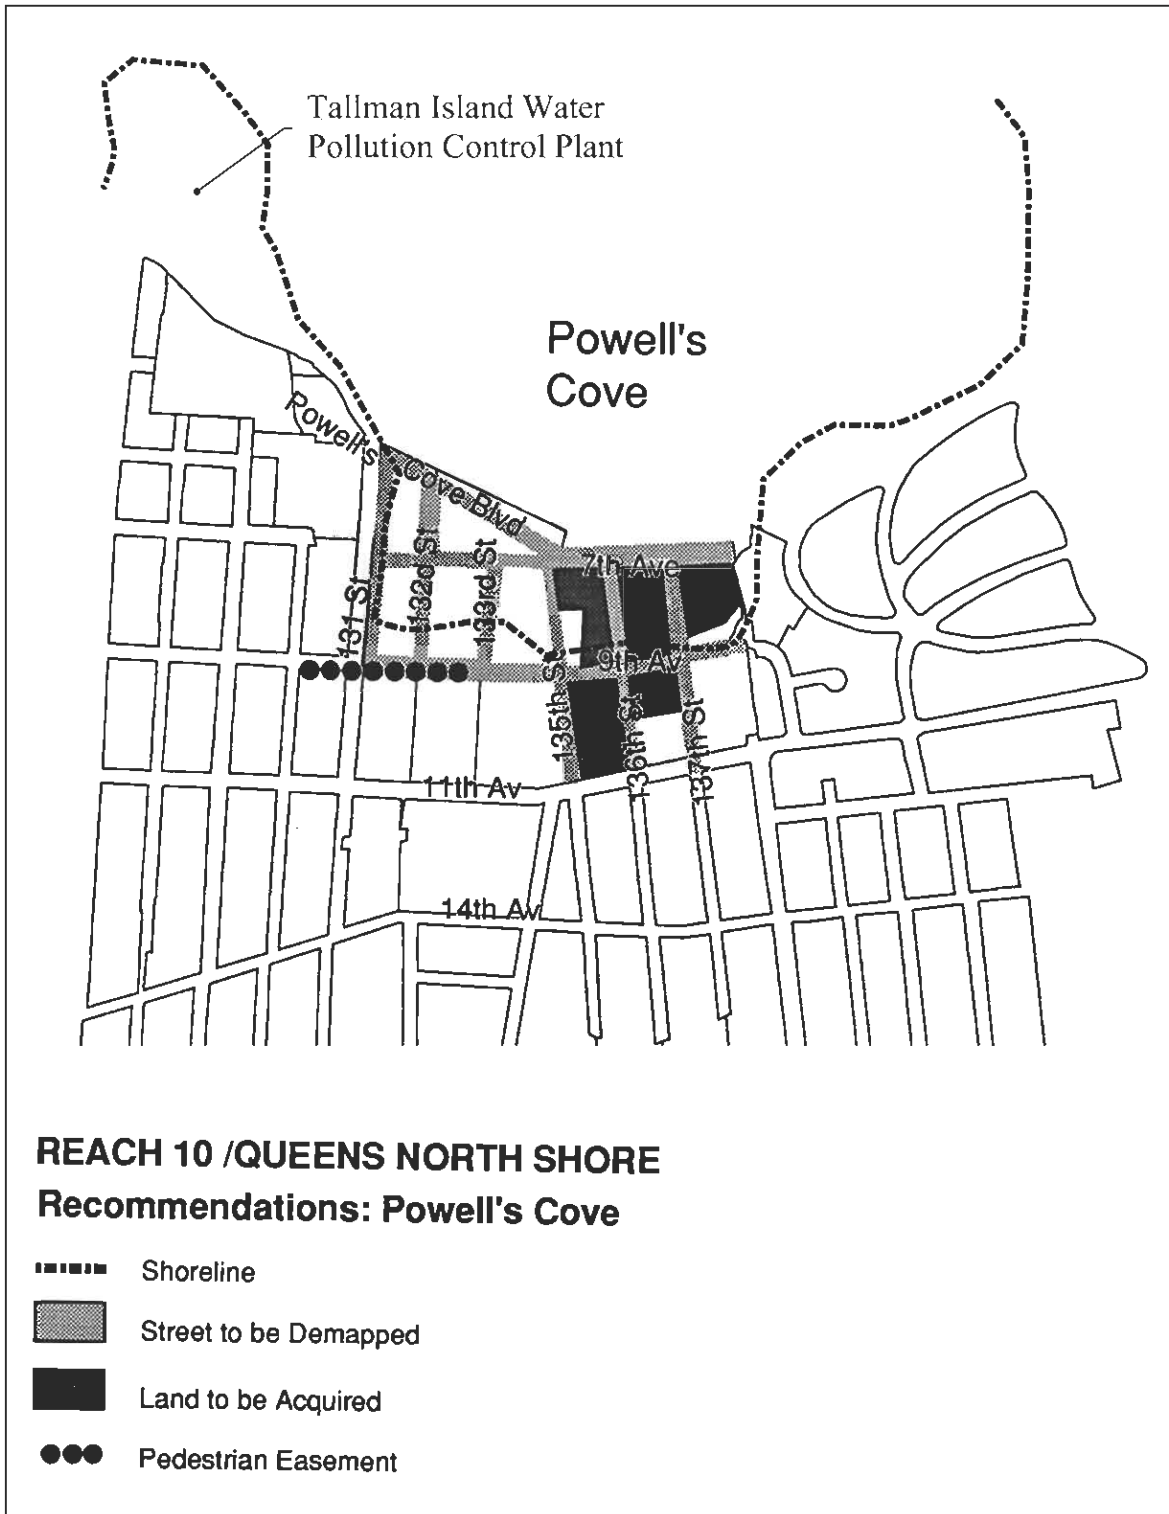 Tallman Island Water
Pollution Control Plant
Powell's
Cove
Powell's
Cove Blvd
7th Ave
131 St
132d St
133rd St
9th Av
135th St
136th St
137th St
11th Av
14th Av
REACH 10 /QUEENS NORTH SHORE
Recommendations: Powell's Cove
Shoreline
Street to be Demapped
Land to be Acquired
Pedestrian Easement